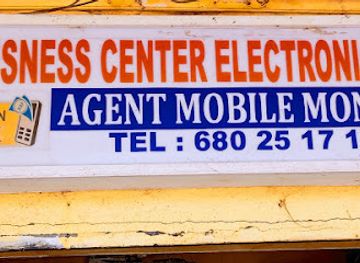 SNESS CENTER ELECTRONI
AGENT MOBILE MON
TEL : 680 25 17 1